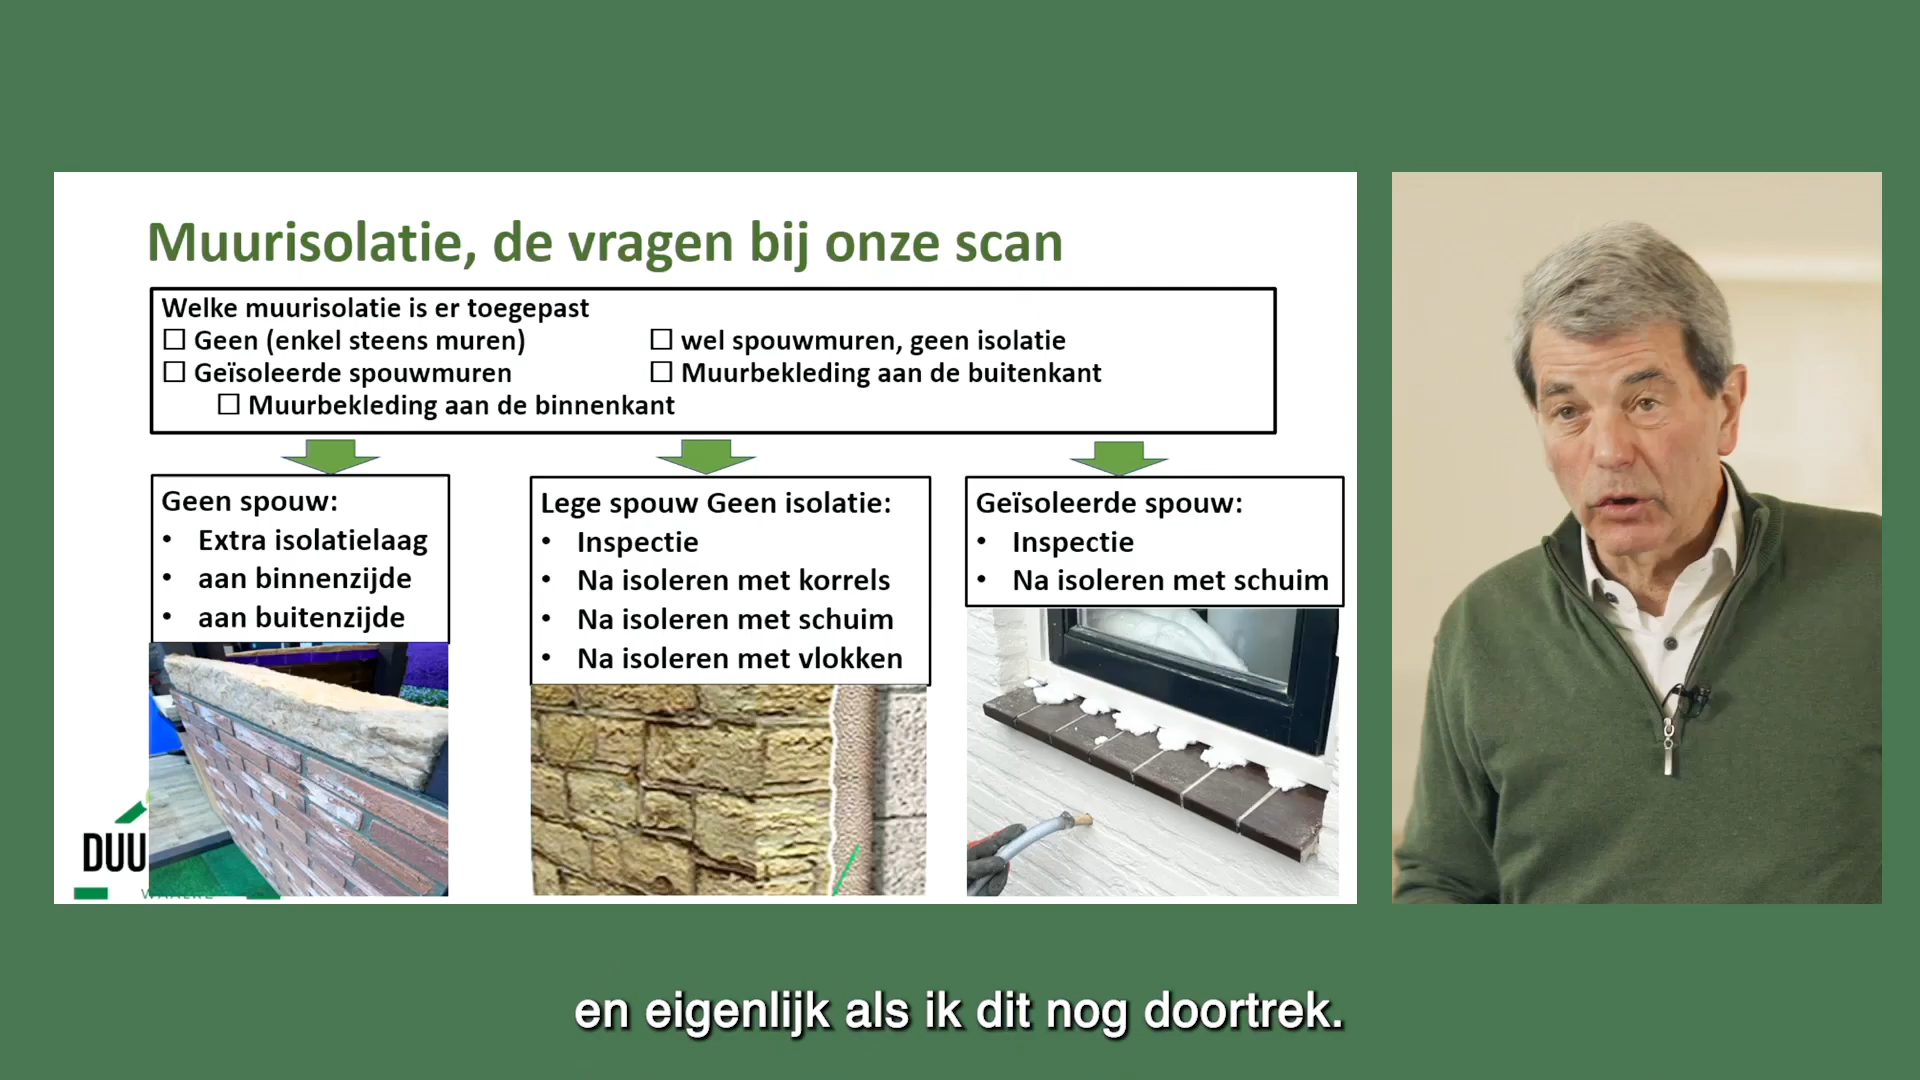 Muurisolatie, de vragen bij onze scan
Welke muurisolatie is er toegepast
☐ Geen (enkel steens muren) ☐ wel spouwmuren, geen isolatie
☐ Geïsoleerde spouwmuren ☐ Muurbekleding aan de buitenkant
☐ Muurbekleding aan de binnenkant
Geen spouw:
• Extra isolatielaag
• aan binnenzijde
• aan buitenzijde
Lege spouw Geen isolatie:
• Inspectie
• Na isoleren met korrels
• Na isoleren met schuim
• Na isoleren met vlokken
Geïsoleerde spouw:
• Inspectie
• Na isoleren met schuim
DUU
en eigenlijk als ik dit nog doortrek.